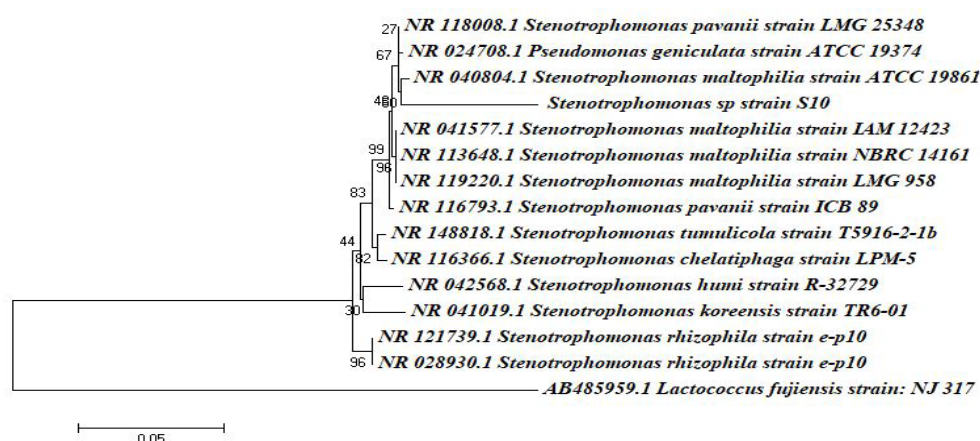 27
NR 118008.1 Stenotrophomonas pavanii strain LMG 25348
67
NR 024708.1 Pseudomonas geniculata strain ATCC 19374
NR 040804.1 Stenotrophomonas maltophilia strain ATCC 19861
Stenotrophomonas sp strain S10
NR 041577.1 Stenotrophomonas maltophilia strain IAM 12423
99
NR 113648.1 Stenotrophomonas maltophilia strain NBRC 14161
96
NR 119220.1 Stenotrophomonas maltophilia strain LMG 958
83
NR 116793.1 Stenotrophomonas pavanii strain ICB 89
NR 148818.1 Stenotrophomonas tumulicola strain T5916-2-1b
44
82
NR 116366.1 Stenotrophomonas chelatiphaga strain LPM-5
NR 042568.1 Stenotrophomonas humi strain R-32729
30
NR 041019.1 Stenotrophomonas koreensis strain TR6-01
NR 121739.1 Stenotrophomonas rhizophila strain e-p10
96
NR 028930.1 Stenotrophomonas rhizophila strain e-p10
AB485959.1 Lactococcus fujiensis strain: NJ 317
0.05